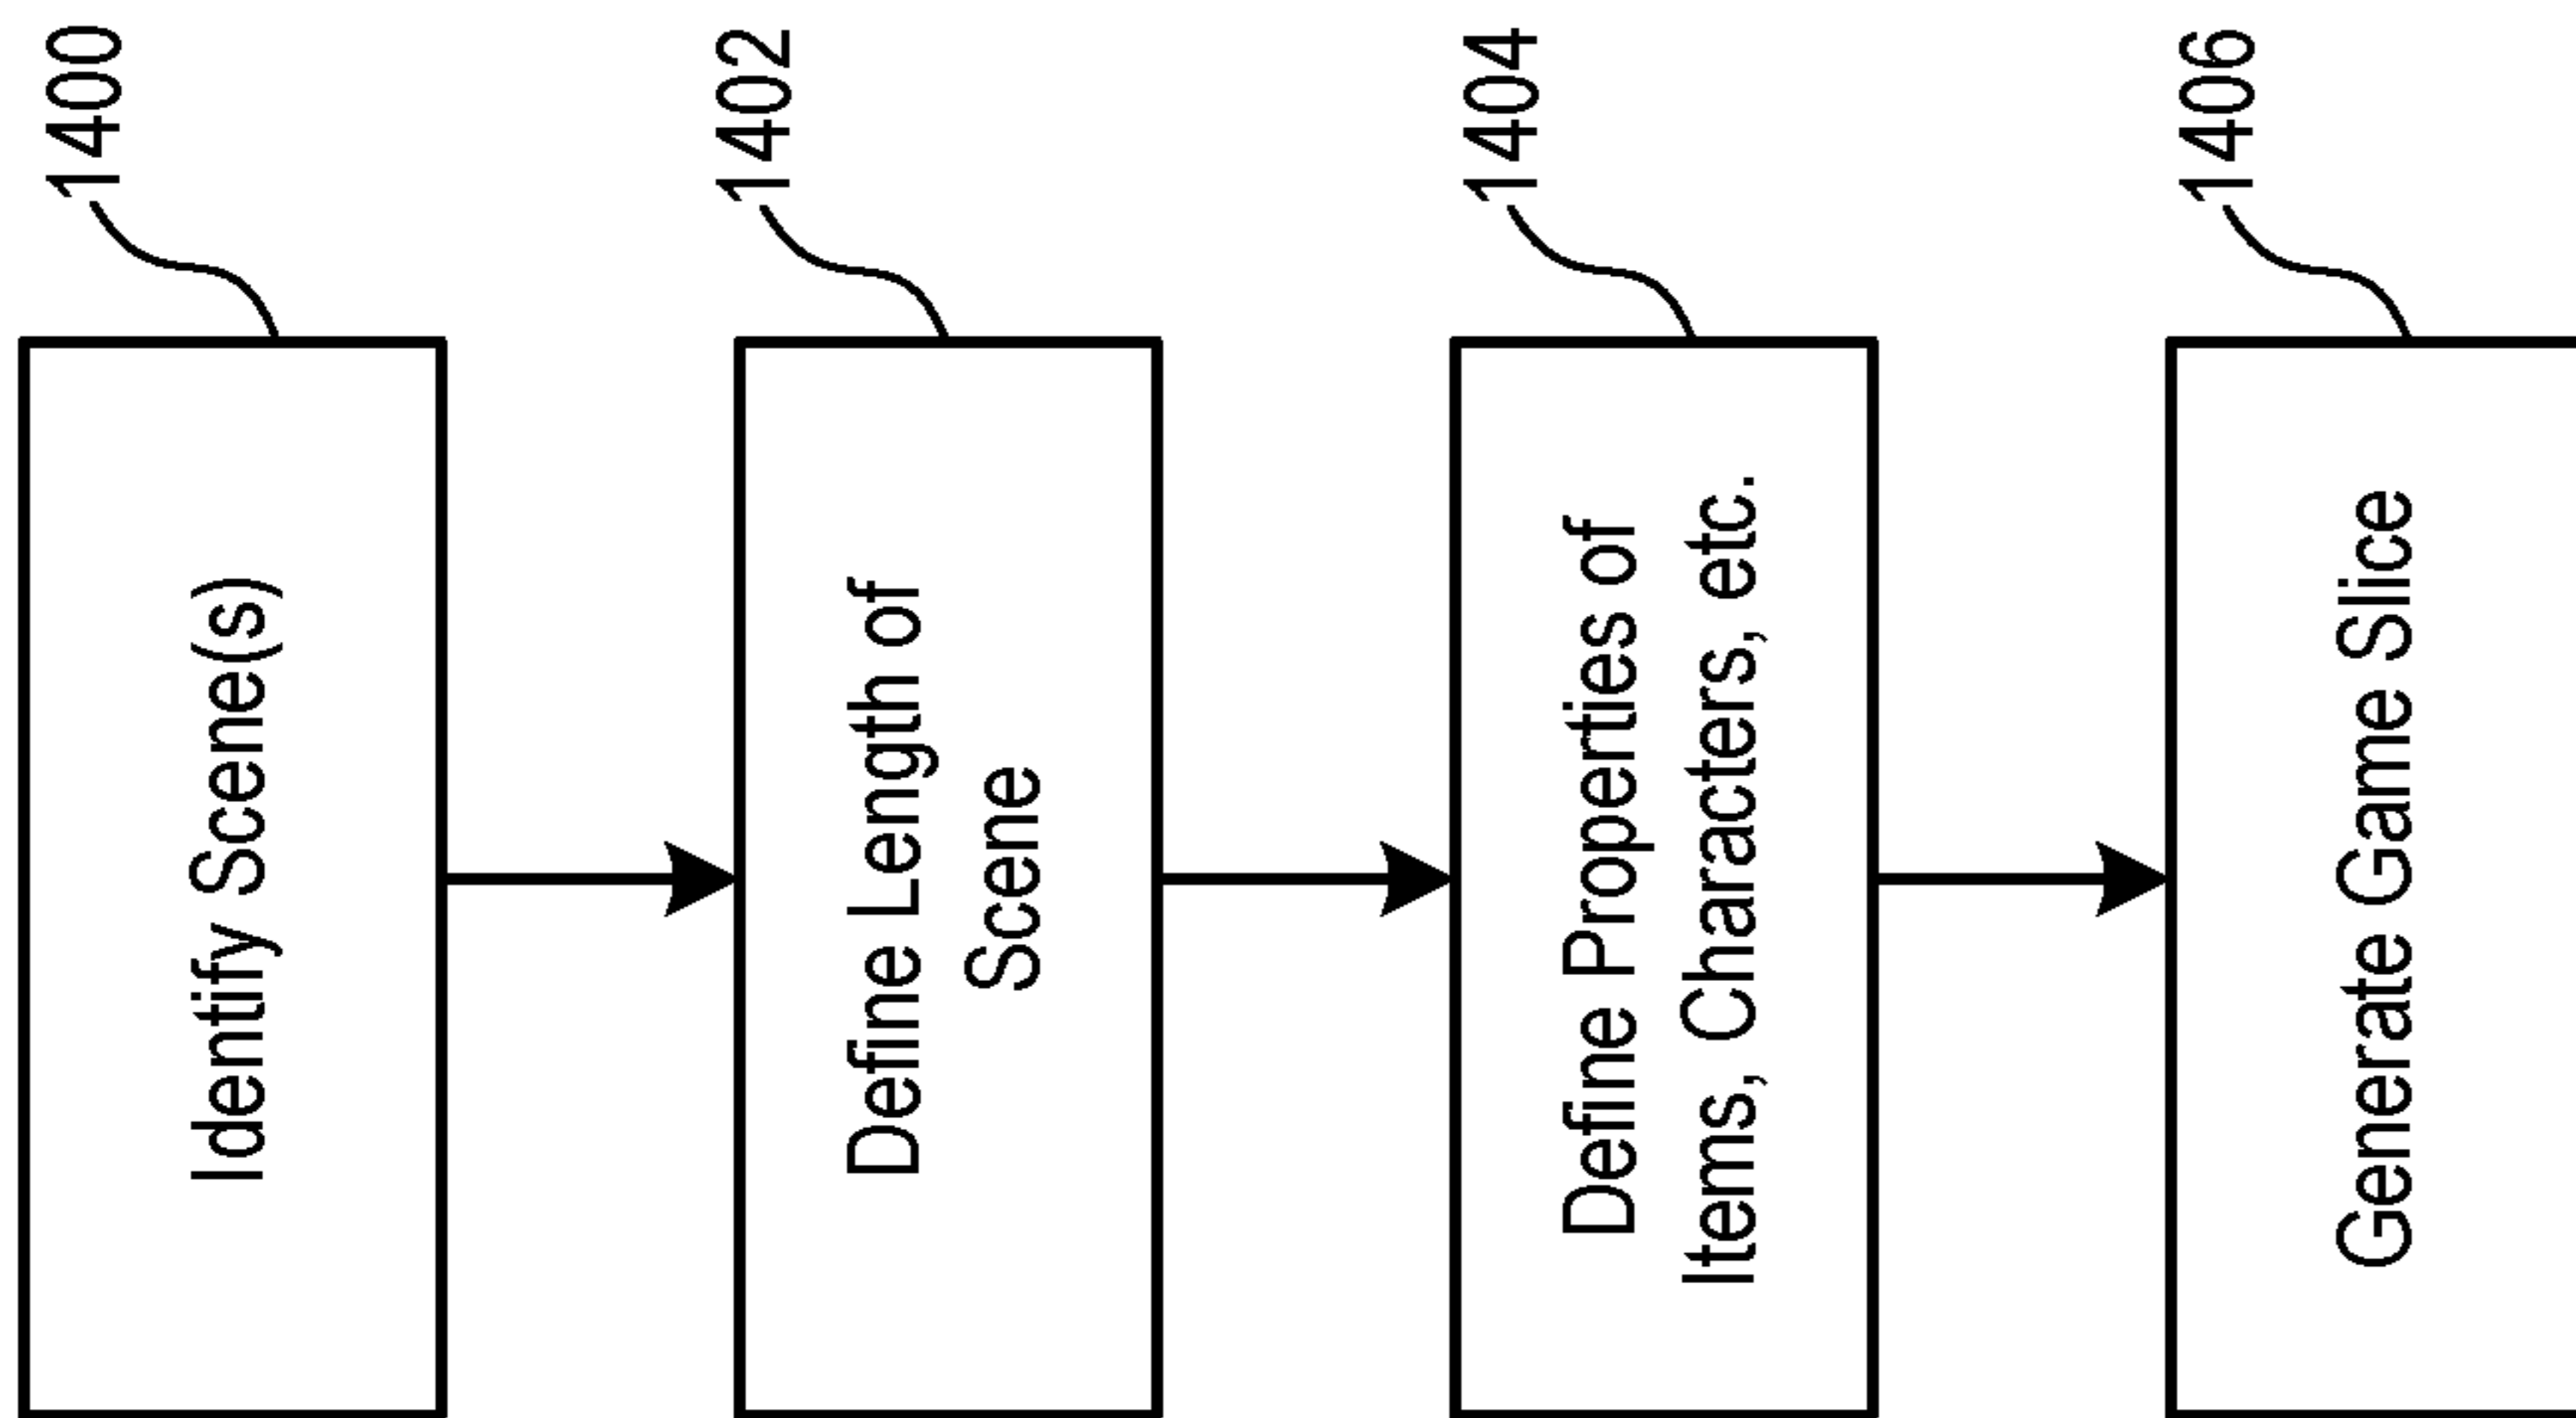 1400
Identify Scene(s)
1402
Define Length of
Scene
1404
Define Properties of
Items, Characters, etc.
1406
Generate Game Slice